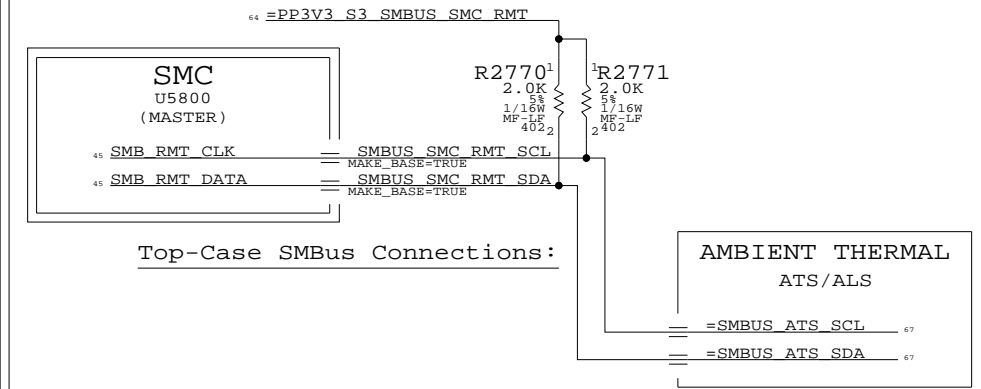 64 =PP3V3_S3_SMBUS_SMC_RMT
SMC
U5800
(MASTER)
R2770
1
2.0K
5%
1/16W
MF-LF
402
2
1
R2771
2.0K
5%
1/16W
MF-LF
402
2
45 SMB_RMT_CLK
SMBUS_SMC_RMT_SCL
MAKE_BASE=TRUE
45 SMB_RMT_DATA
SMBUS_SMC_RMT_SDA
MAKE_BASE=TRUE
Top-Case SMBus Connections:
AMBIENT THERMAL
ATS/ALS
=SMBUS_ATS_SCL 67
=SMBUS_ATS_SDA 67